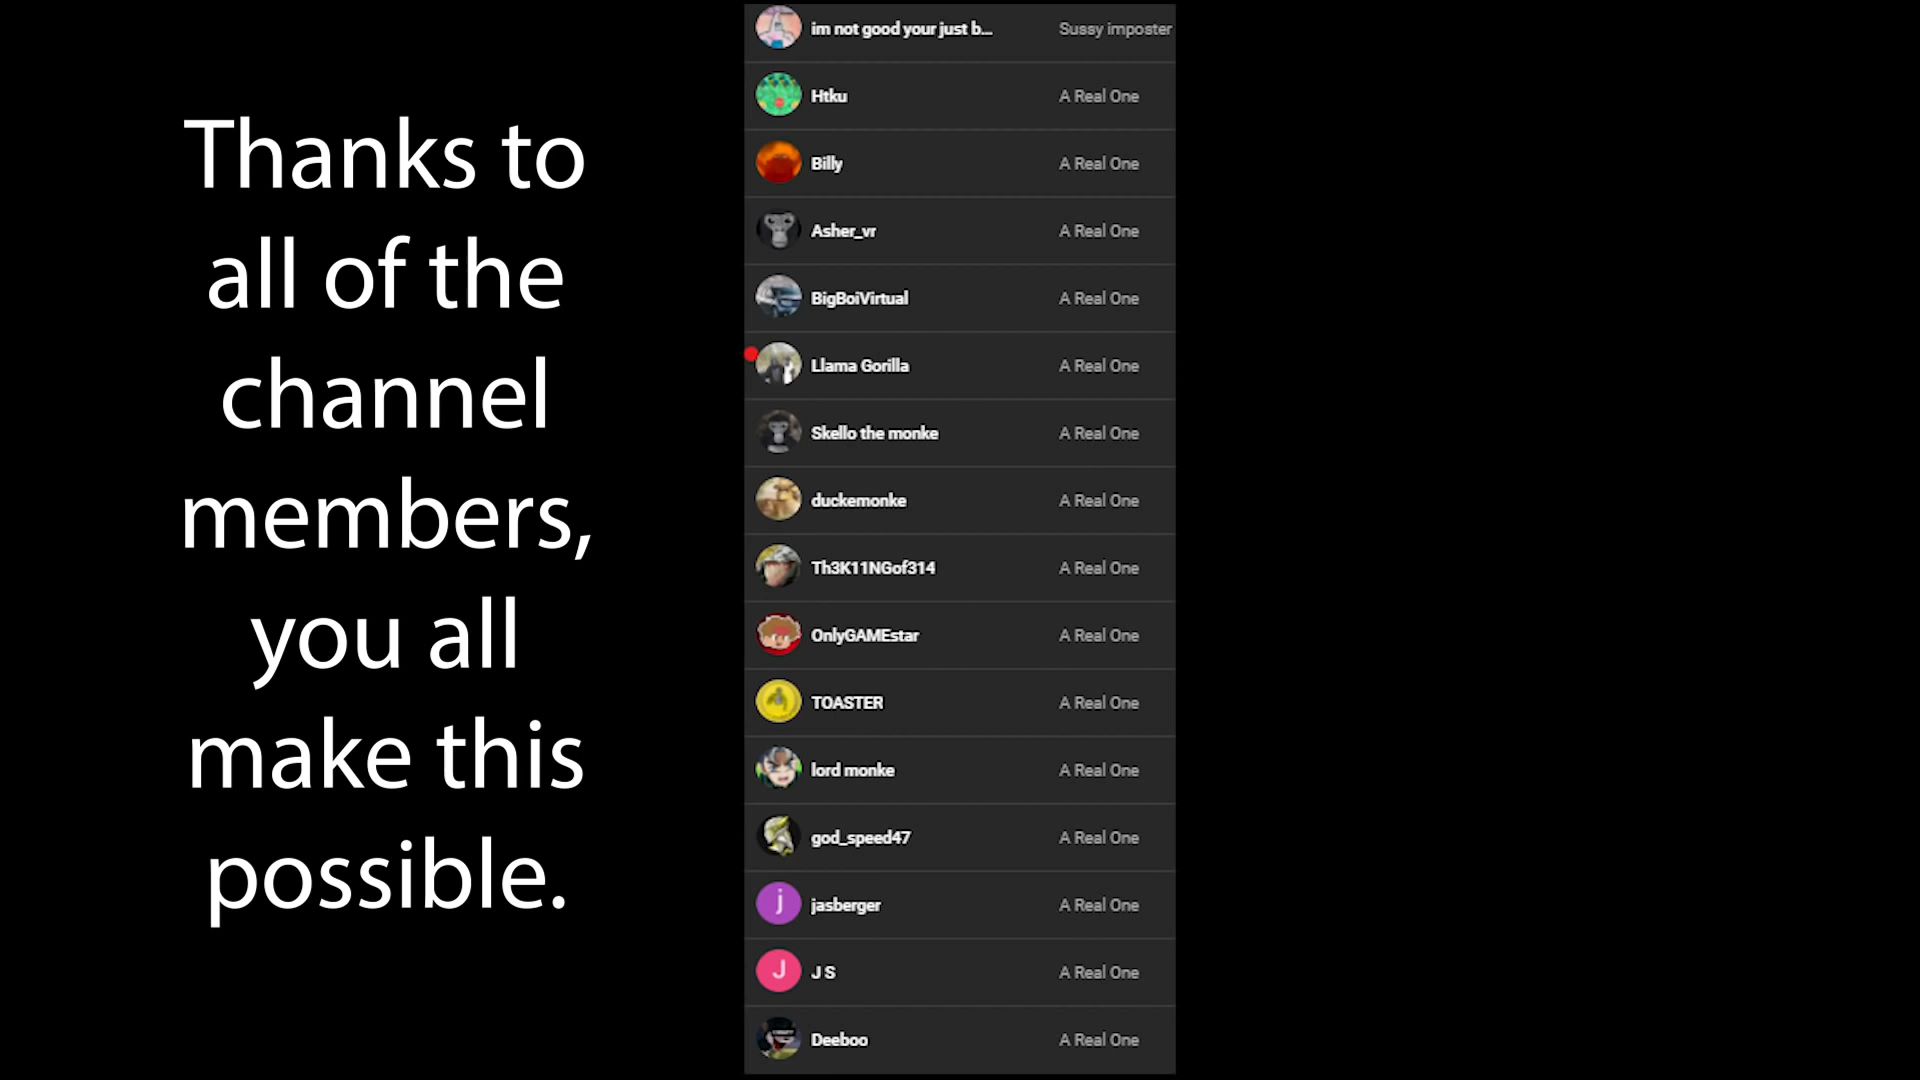 Thanks to
all of the
channel
members,
you all
make this
possible.
im not good your just b... Sussy imposter
Htku A Real One
Billy A Real One
Asher_vr A Real One
BigBoiVirtual A Real One
Llama Gorilla A Real One
Skello the monke A Real One
duckemonke A Real One
Th3K11NGof314 A Real One
OnlyGAMEstar A Real One
TOASTER A Real One
lord monke A Real One
god_speed47 A Real One
j jasberger A Real One
J J S A Real One
Deeboo A Real One